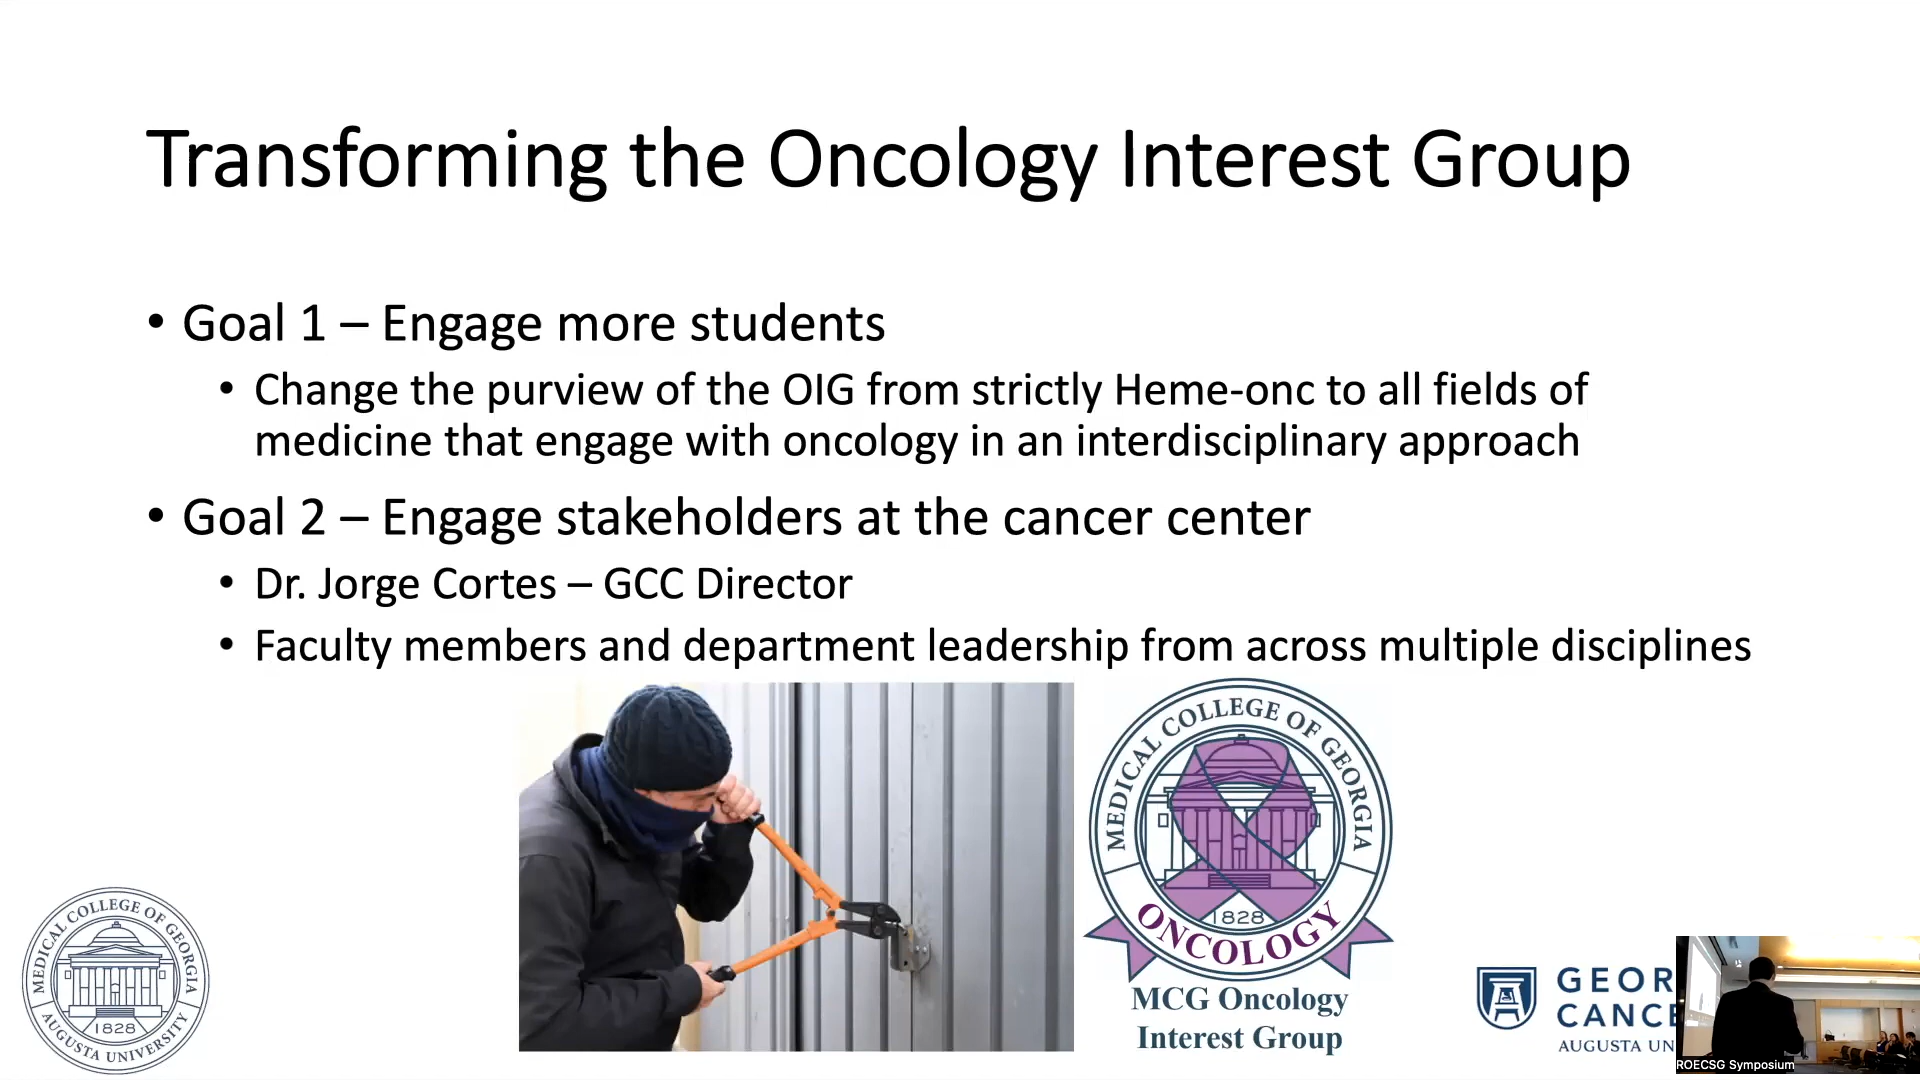 Transforming the Oncology Interest Group
• Goal 1 – Engage more students
• Change the purview of the OIG from strictly Heme-onc to all fields of
medicine that engage with oncology in an interdisciplinary approach
• Goal 2 – Engage stakeholders at the cancer center
• Dr. Jorge Cortes – GCC Director
• Faculty members and department leadership from across multiple disciplines
MEDICAL COLLEGE OF GEORGIA
1828
ONCOLOGY
MCG Oncology
Interest Group
MEDICAL COLLEGE OF GEORGIA
1828
AUGUSTA UNIVERSITY
GEOR
CANCE
AUGUSTA UN
ROECSG Symposium